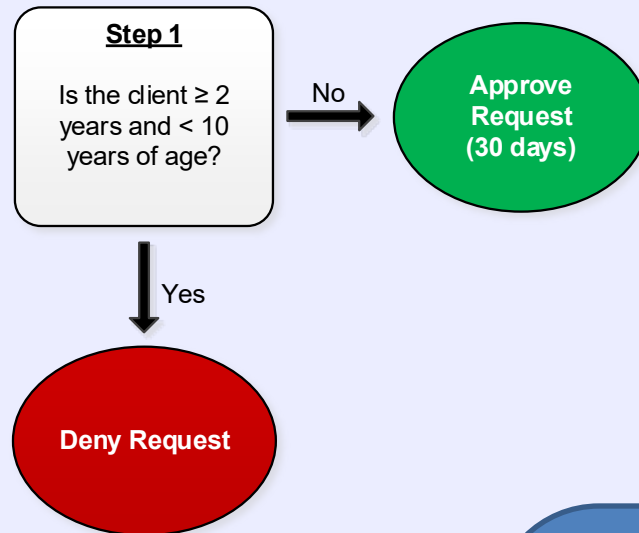 Step 1
Is the client ≥ 2
years and < 10
years of age?
No
Approve
Request
(30 days)
Yes
Deny Request